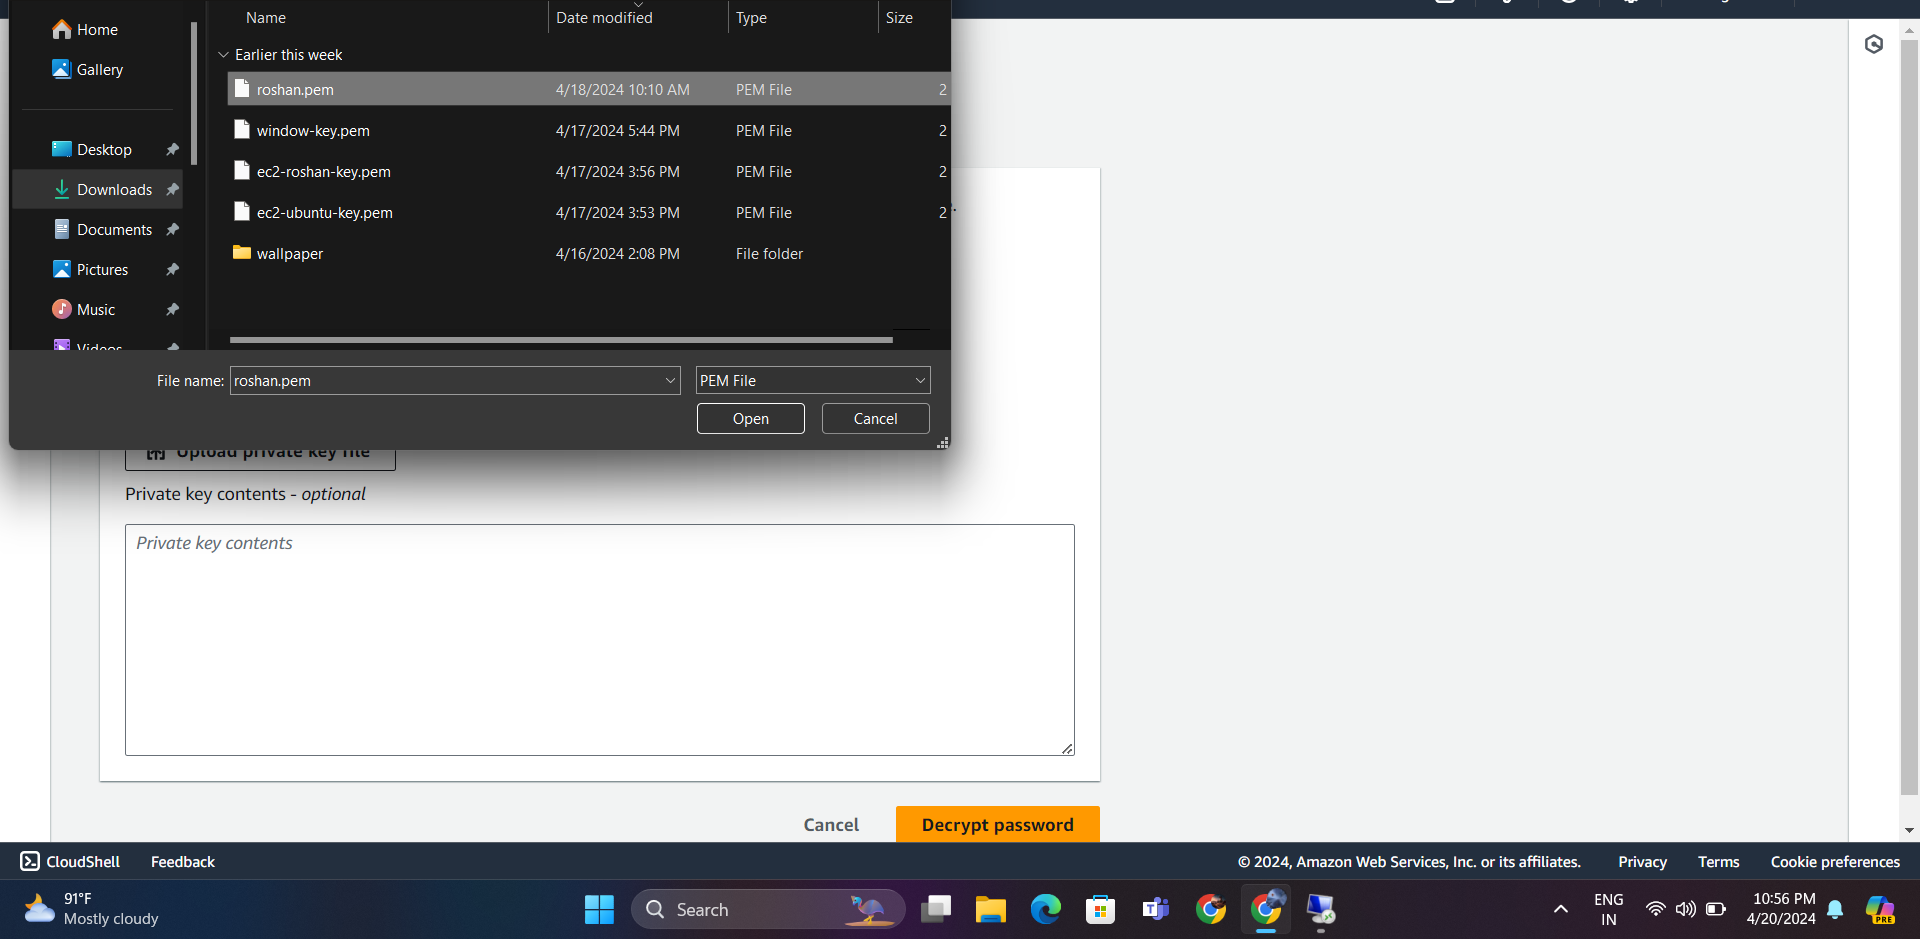 Home
Gallery
Desktop
Downloads
Documents
Pictures
Music
Videos
Name Date modified Type Size
Earlier this week
roshan.pem 4/18/2024 10:10 AM PEM File 2
window-key.pem 4/17/2024 5:44 PM PEM File 2
ec2-roshan-key.pem 4/17/2024 3:56 PM PEM File 2
ec2-ubuntu-key.pem 4/17/2024 3:53 PM PEM File 2
wallpaper 4/16/2024 2:08 PM File folder
File name: roshan.pem PEM File
Open Cancel
Upload private key file
Private key contents - optional
Private key contents
Cancel Decrypt password
CloudShell Feedback © 2024, Amazon Web Services, Inc. or its affiliates. Privacy Terms Cookie preferences
91°F
Mostly cloudy
Search
ENG
IN
10:56 PM
4/20/2024
PRE